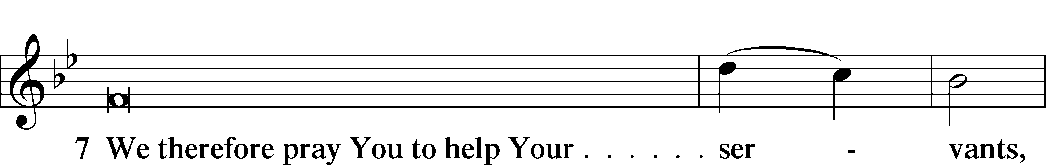 7 We therefore pray You to help Your . . . . . . ser - vants,